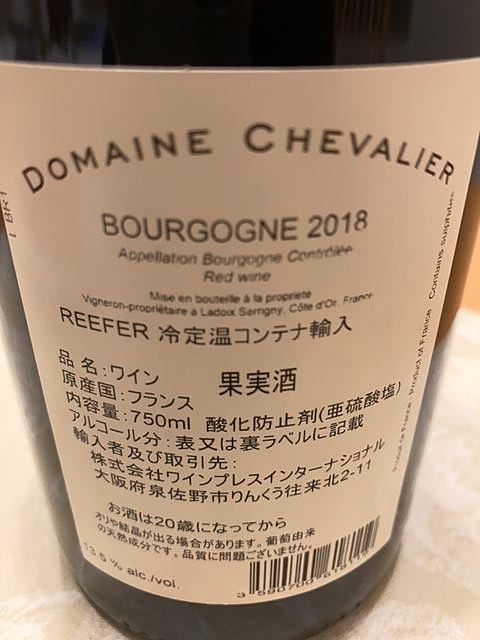 DOMAINE CHEVALIER
BOURGOGNE 2018
Appellation Bourgogne Contrôlée
Red wine
Mise en bouteille à la propriété
Vigneron-propriétaire à Ladoix Serrigny, Côte d'Or, France
REEFER 冷定温コンテナ輸入
品名:ワイン 果実酒
原産国:フランス
内容量:750ml 酸化防止剤(亜硫酸塩)
アルコール分:表又は裏ラベルに記載
輸入者及び取引先:
株式会社ワインプレスインターナショナル
大阪府泉佐野市りんくう往来北2-11
お酒は20歳になってから
オリや結晶が出る場合があります。葡萄由来
の天然成分です。品質に問題ございません。
13.5 % alc./vol.
Product of France Contains sulphites